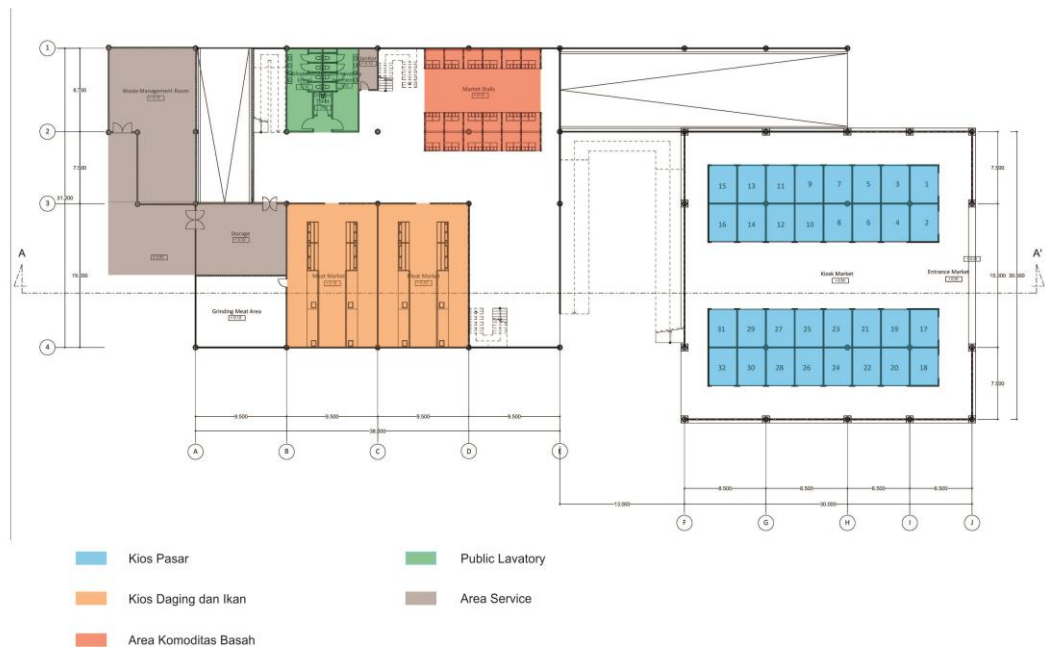 1
2
3
4
8.750
7.500
31.200
15.000
A
A'
Waste Management Room
Market Stalls
Storage
Meat Market
Meat Market
Grinding Meat Area
15 13 11 9 7 5 3 1
16 14 12 10 8 6 4 2
Kiosk Market
Entrance Market
31 29 27 25 23 21 19 17
32 30 28 26 24 22 20 18
7.500
15.000
30.000
7.500
9.500 9.500 9.500 9.500
38.000
A B C D E
8.500 8.500 6.500 6.500
13.000 30.000
F G H I J
Kios Pasar
Kios Daging dan Ikan
Area Komoditas Basah
Public Lavatory
Area Service